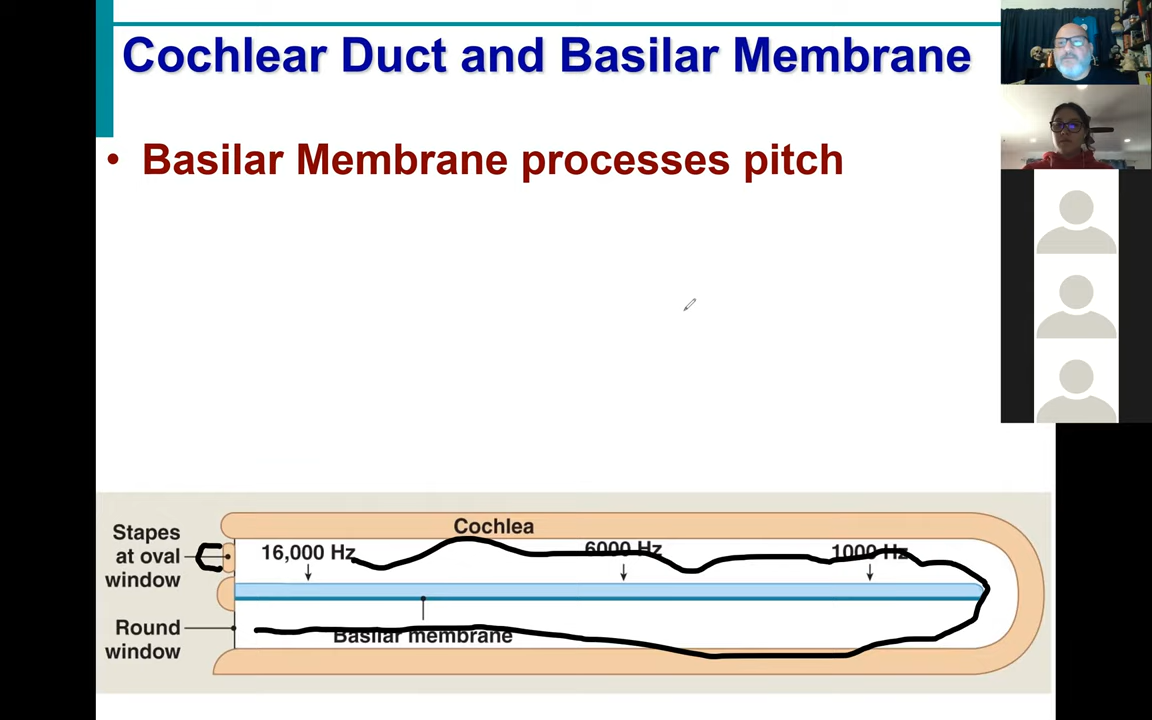 Cochlear Duct and Basilar Membrane
• Basilar Membrane processes pitch
Cochlea
Stapes
at oval
window
16,000 Hz
6000 Hz
1000 Hz
Round
window
Basilar membrane